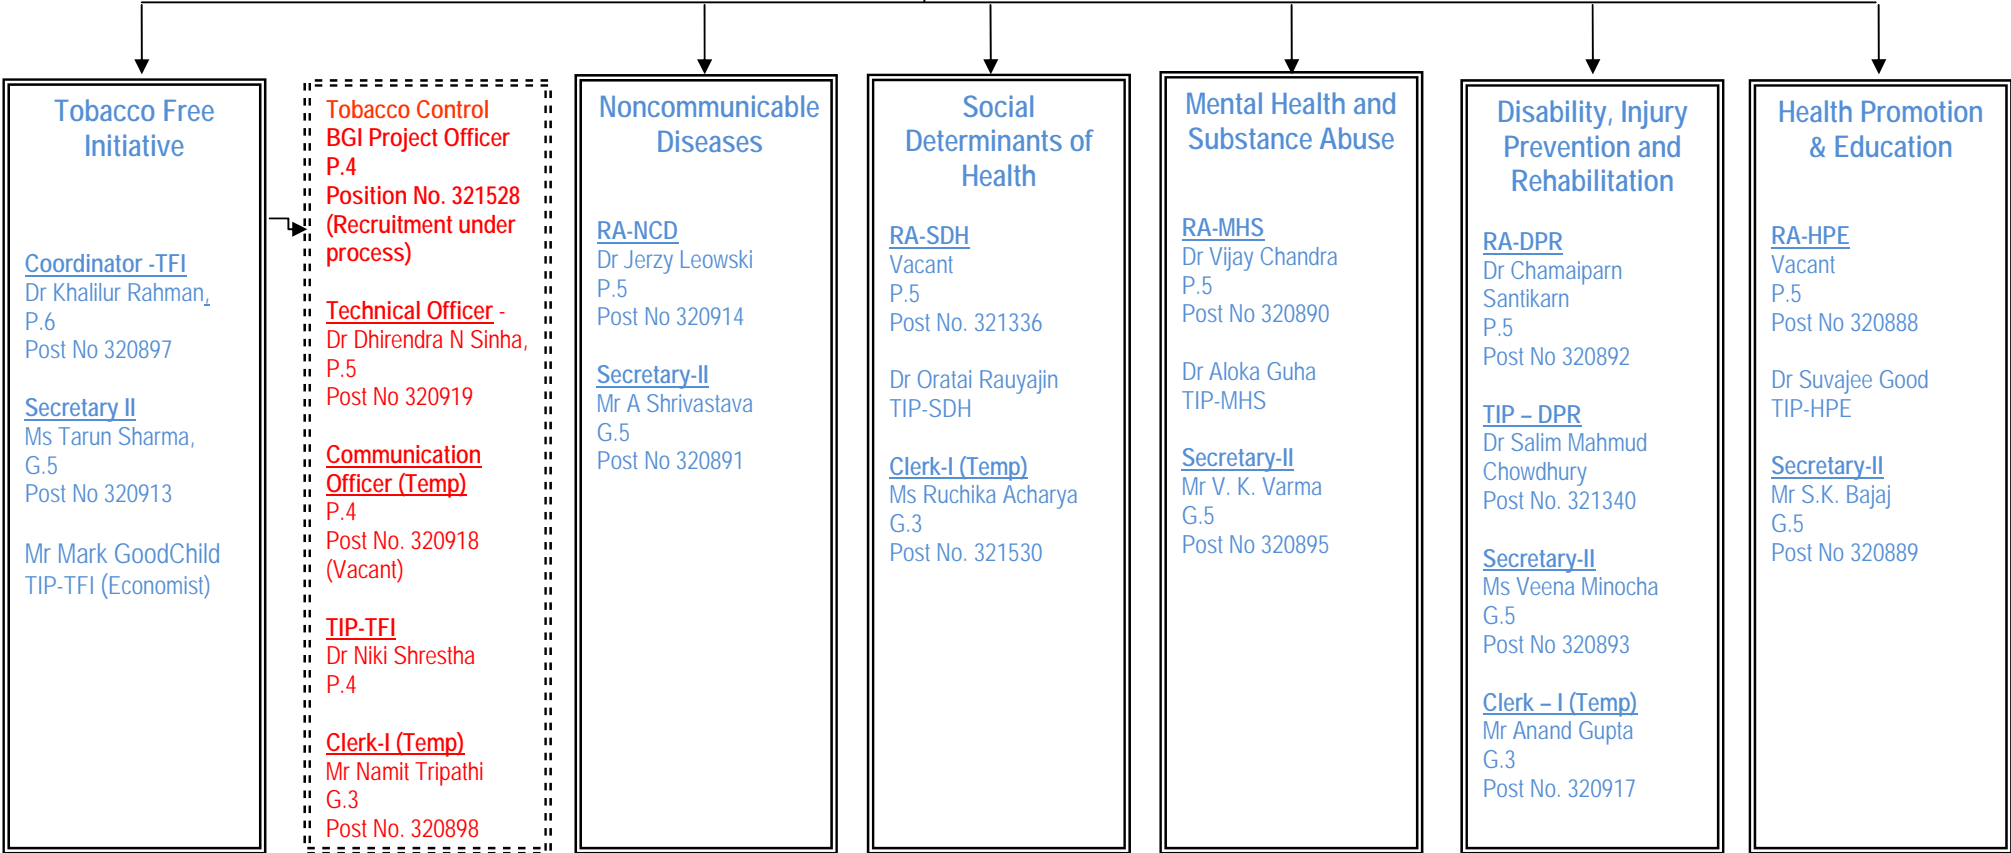 Tobacco Free
Initiative
Coordinator -TFI
Dr Khalilur Rahman,
P.6
Post No 320897
Secretary II
Ms Tarun Sharma,
G.5
Post No 320913
Mr Mark GoodChild
TIP-TFI (Economist)
Tobacco Control
BGI Project Officer
P.4
Position No. 321528
(Recruitment under
process)
Technical Officer -
Dr Dhirendra N Sinha,
P.5
Post No 320919
Communication
Officer (Temp)
P.4
Post No. 320918
(Vacant)
TIP-TFI
Dr Niki Shrestha
P.4
Clerk-I (Temp)
Mr Namit Tripathi
G.3
Post No. 320898
Noncommunicable
Diseases
RA-NCD
Dr Jerzy Leowski
P.5
Post No 320914
Secretary-II
Mr A Shrivastava
G.5
Post No 320891
Social
Determinants of
Health
RA-SDH
Vacant
P.5
Post No. 321336
Dr Oratai Rauyajin
TIP-SDH
Clerk-I (Temp)
Ms Ruchika Acharya
G.3
Post No. 321530
Mental Health and
Substance Abuse
RA-MHS
Dr Vijay Chandra
P.5
Post No 320890
Dr Aloka Guha
TIP-MHS
Secretary-II
Mr V. K. Varma
G.5
Post No 320895
Disability, Injury
Prevention and
Rehabilitation
RA-DPR
Dr Chamaiparn
Santikarn
P.5
Post No 320892
TIP – DPR
Dr Salim Mahmud
Chowdhury
Post No. 321340
Secretary-II
Ms Veena Minocha
G.5
Post No 320893
Clerk – I (Temp)
Mr Anand Gupta
G.3
Post No. 320917
Health Promotion
& Education
RA-HPE
Vacant
P.5
Post No 320888
Dr Suvajee Good
TIP-HPE
Secretary-II
Mr S.K. Bajaj
G.5
Post No 320889